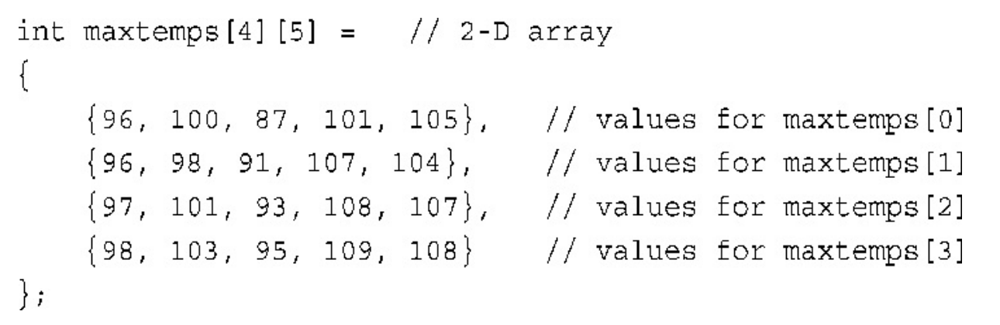 int maxtemps[4][5] =   // 2-D array
{
    {96, 100, 87, 101, 105},   // values for maxtemps[0]
    {96, 98, 91, 107, 104},    // values for maxtemps[1]
    {97, 101, 93, 108, 107},   // values for maxtemps[2]
    {98, 103, 95, 109, 108}    // values for maxtemps[3]
};